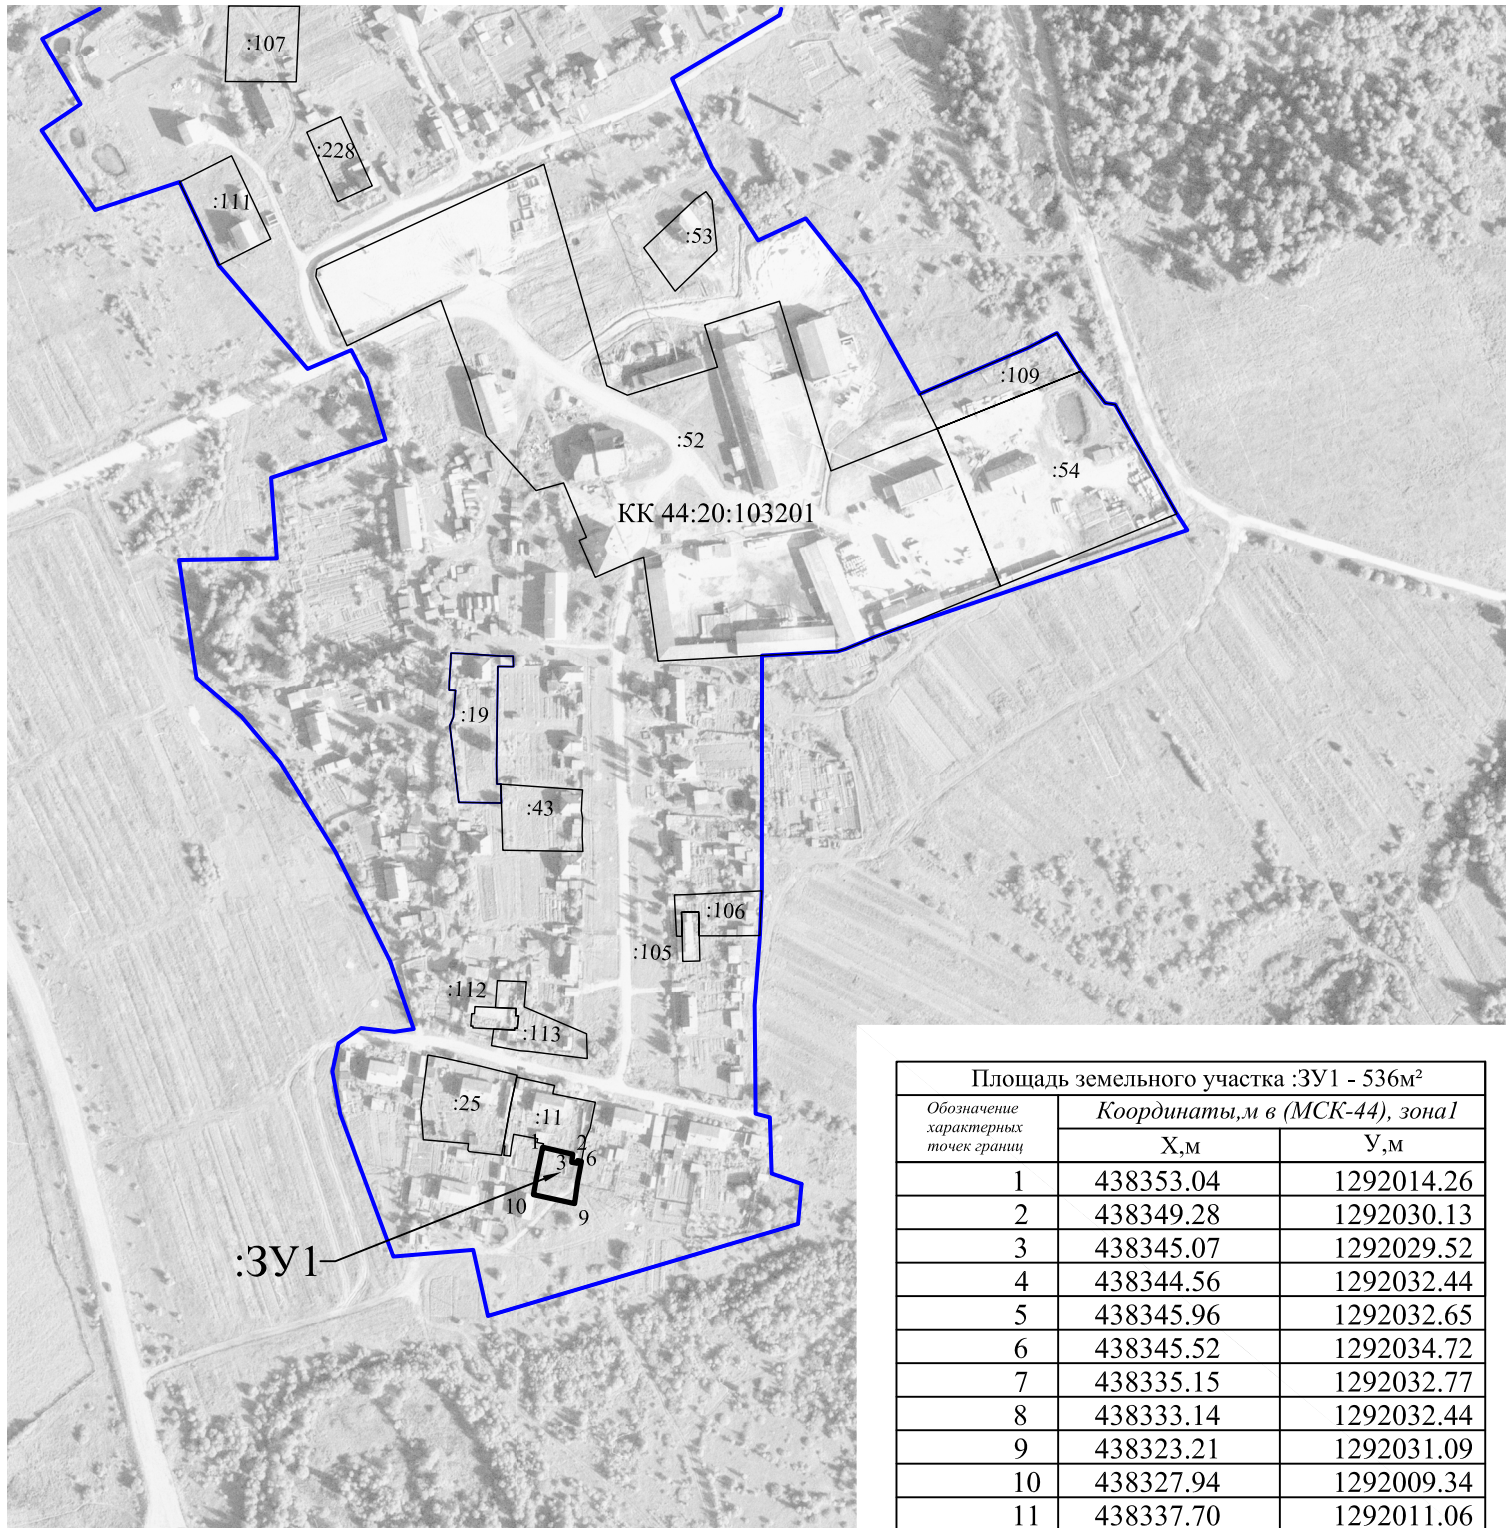 :107
:228
:111
:53
:109
:52
:54
КК 44:20:103201
:19
:43
:106
:105
:112
:113
:25
:11
1
2
3
6
10
9
:ЗУ1
Площадь земельного участка :ЗУ1 - 536м²
Обозначение характерных точек границ
Координаты,м в (МСК-44), зона1
Х,м У,м
1 438353.04 1292014.26
2 438349.28 1292030.13
3 438345.07 1292029.52
4 438344.56 1292032.44
5 438345.96 1292032.65
6 438345.52 1292034.72
7 438335.15 1292032.77
8 438333.14 1292032.44
9 438323.21 1292031.09
10 438327.94 1292009.34
11 438337.70 1292011.06